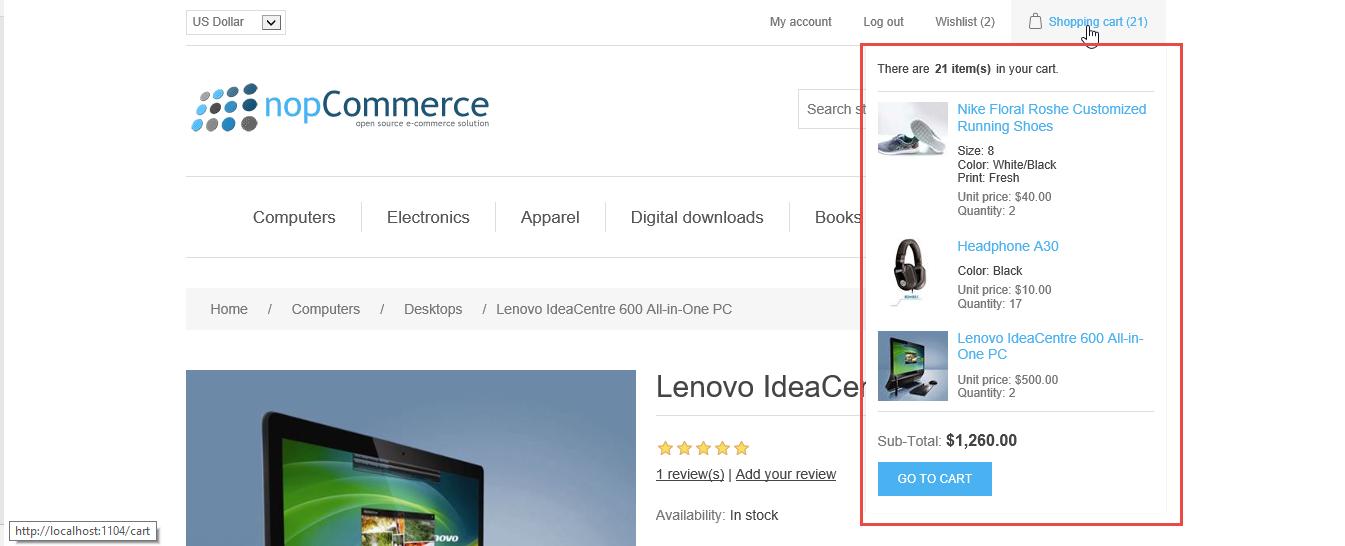 US Dollar
My account
Log out
Wishlist (2)
Shopping cart (21)
There are 21 item(s) in your cart.
nopCommerce
open source e-commerce solution
Search st
Nike Floral Roshe Customized
Running Shoes
Size: 8
Color: White/Black
Print: Fresh
Unit price: $40.00
Quantity: 2
Computers
Electronics
Apparel
Digital downloads
Books
Headphone A30
Color: Black
Unit price: $10.00
Quantity: 17
Home / Computers / Desktops / Lenovo IdeaCentre 600 All-in-One PC
Lenovo IdeaCentre 600 All-in-
One PC
Unit price: $500.00
Quantity: 2
Sub-Total: $1,260.00
GO TO CART
Lenovo IdeaCer
1 review(s) | Add your review
Availability: In stock
http://localhost:1104/cart